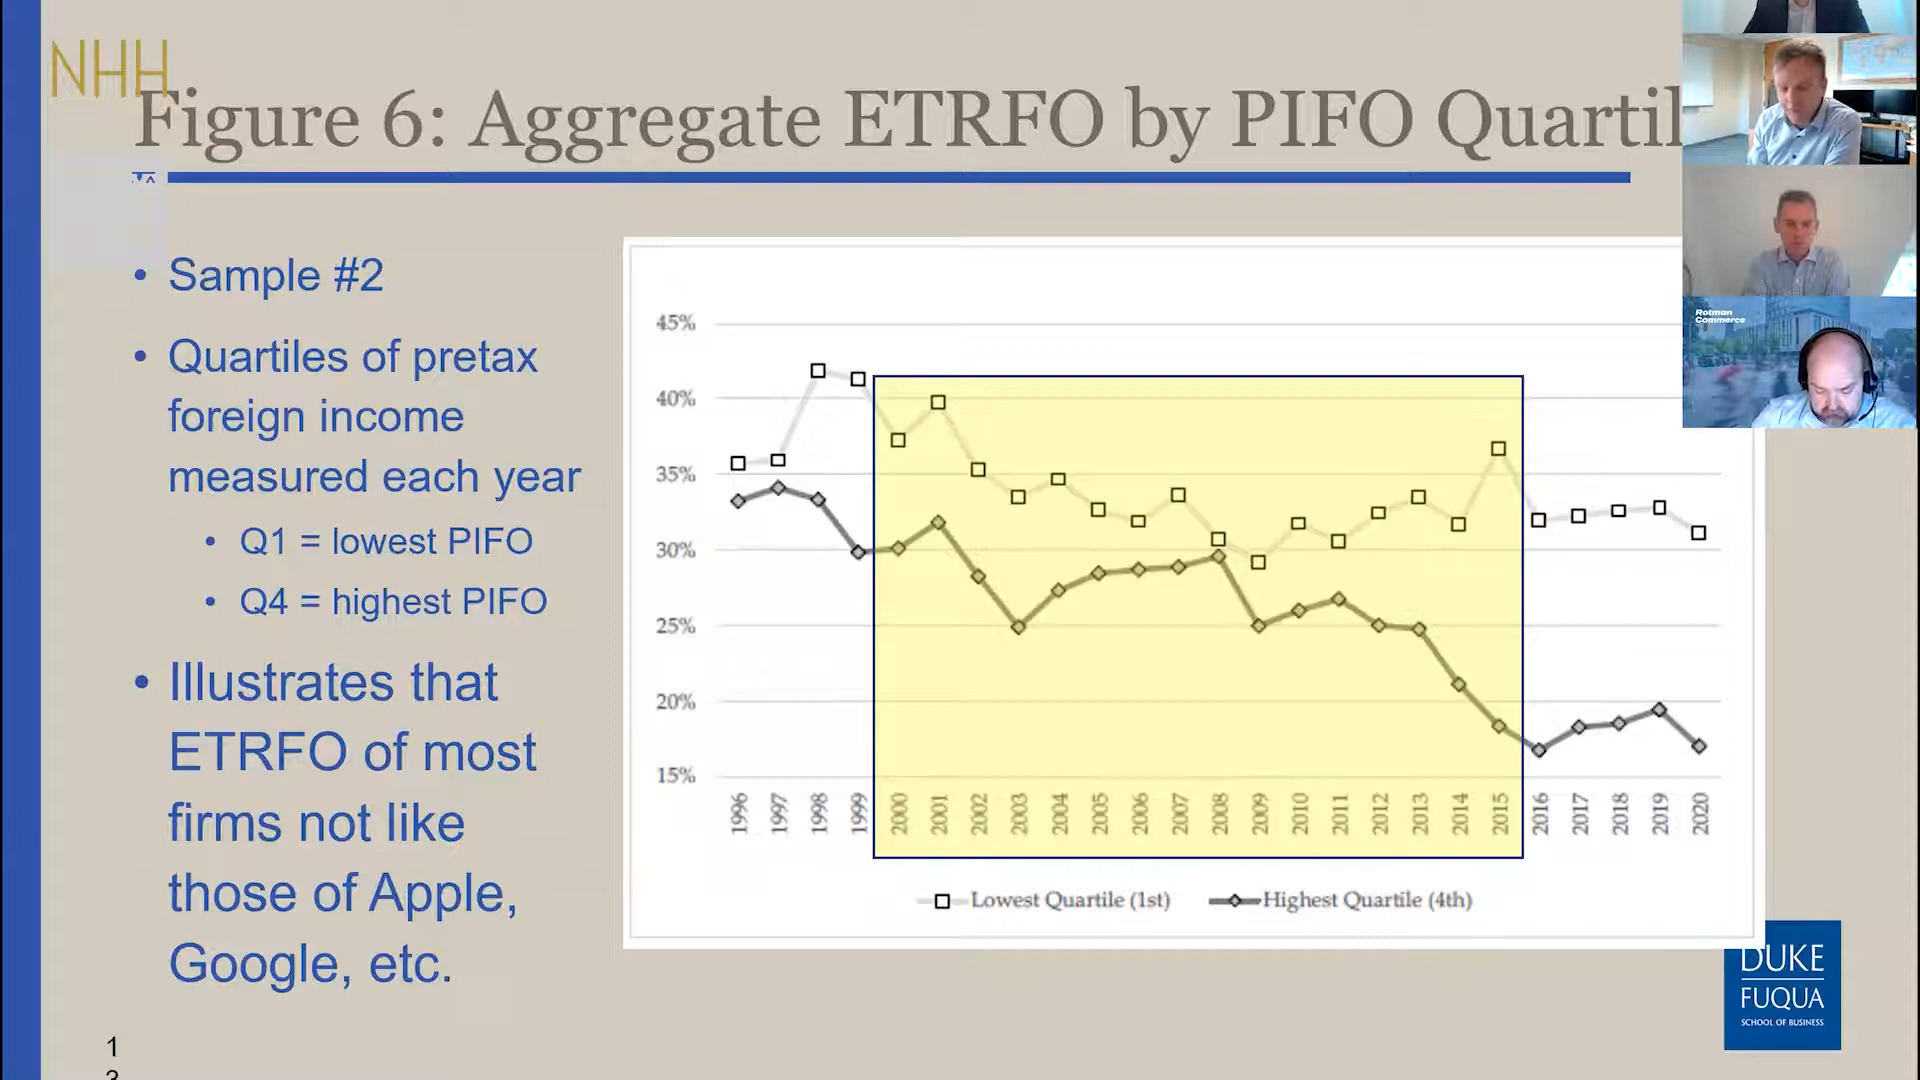 NHH
Figure 6: Aggregate ETRFO by PIFO Quartil
• Sample #2
• Quartiles of pretax
foreign income
measured each year
• Q1 = lowest PIFO
• Q4 = highest PIFO
• Illustrates that
ETRFO of most
firms not like
those of Apple,
Google, etc.
45%
40%
35%
30%
25%
20%
15%
1996 1997 1998 1999 2000 2001 2002 2003 2004 2005 2006 2007 2008 2009 2010 2011 2012 2013 2014 2015 2016 2017 2018 2019 2020
Lowest Quartile (1st) Highest Quartile (4th)
Rotman
Commerce
DUKE
FUQUA
SCHOOL OF BUSINESS
1
3